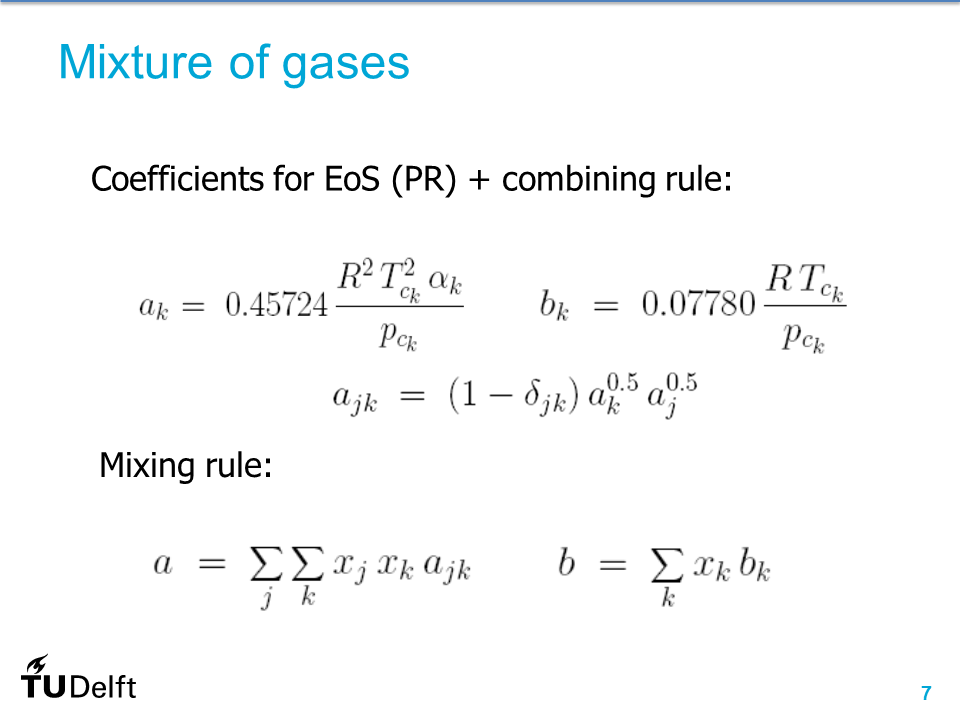 Mixture of gases
Coefficients for EoS (PR) + combining rule:
a_k = 0.45724 \frac{R^2 T_{c_k}^2 α_k}{p_{c_k}}   b_k = 0.07780 \frac{R T_{c_k}}{p_{c_k}}
a_{jk} = (1 − δ_{jk}) a_k^{0.5} a_j^{0.5}
Mixing rule:
a = \sum_j \sum_k x_j x_k a_{jk}   b = \sum_k x_k b_k
TUDelft
7